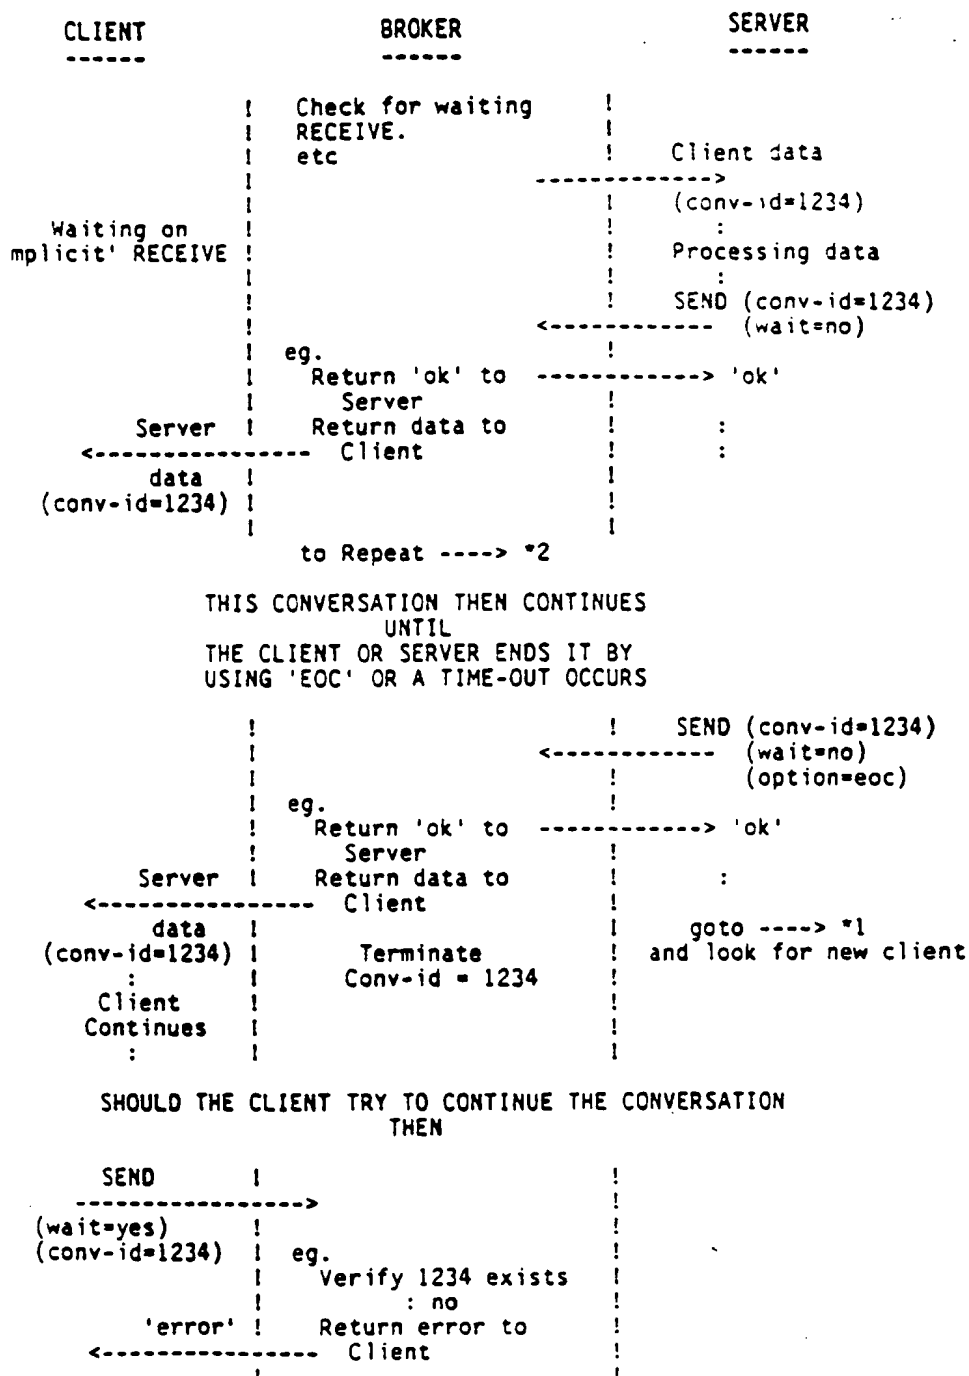 CLIENT BROKER SERVER
------ ------ ------
! Check for waiting !
! RECEIVE. !
! etc ! Client data
! -------------->
! ! (conv-id=1234)
Waiting on ! ! :
mplicit' RECEIVE ! ! Processing data
! ! :
! ! SEND (conv-id=1234)
! <------------- (wait=no)
! eg. !
! Return 'ok' to -------------> 'ok'
! Server !
Server ! Return data to ! :
<----------------- Client ! :
data ! !
(conv-id=1234) ! !
! !
to Repeat ----> *2
THIS CONVERSATION THEN CONTINUES
UNTIL
THE CLIENT OR SERVER ENDS IT BY
USING 'EOC' OR A TIME-OUT OCCURS
! ! SEND (conv-id=1234)
! <------------- (wait=no)
! ! (option=eoc)
! eg. !
! Return 'ok' to -------------> 'ok'
! Server !
Server ! Return data to ! :
<----------------- Client !
data ! ! goto ----> *1
(conv-id=1234) ! Terminate ! and look for new client
: ! Conv-id = 1234 !
Client ! !
Continues ! !
: ! !
SHOULD THE CLIENT TRY TO CONTINUE THE CONVERSATION
THEN
SEND ! !
------------------> !
(wait=yes) ! !
(conv-id=1234) ! eg. !
! Verify 1234 exists !
! : no !
'error' ! Return error to !
<----------------- Client !
! !